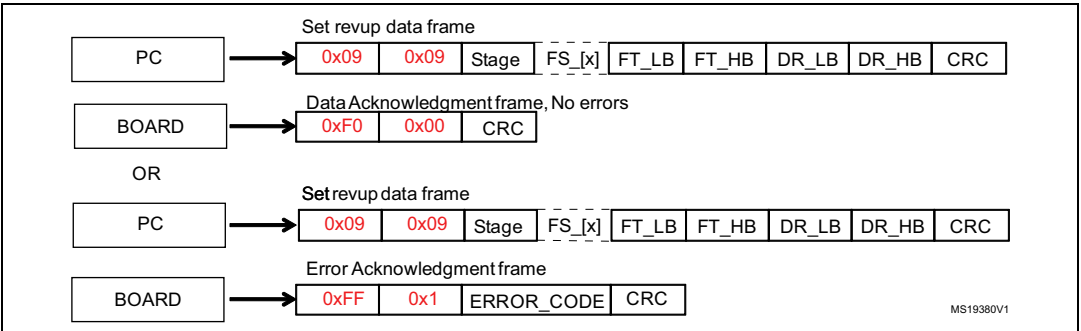 Set revup data frame
PC 0x09 0x09 Stage FS_[x] FT_LB FT_HB DR_LB DR_HB CRC
Data Acknowledgment frame, No errors
BOARD 0xF0 0x00 CRC
OR
Set revup data frame
PC 0x09 0x09 Stage FS_[x] FT_LB FT_HB DR_LB DR_HB CRC
Error Acknowledgment frame
BOARD 0xFF 0x1 ERROR_CODE CRC
MS19380V1